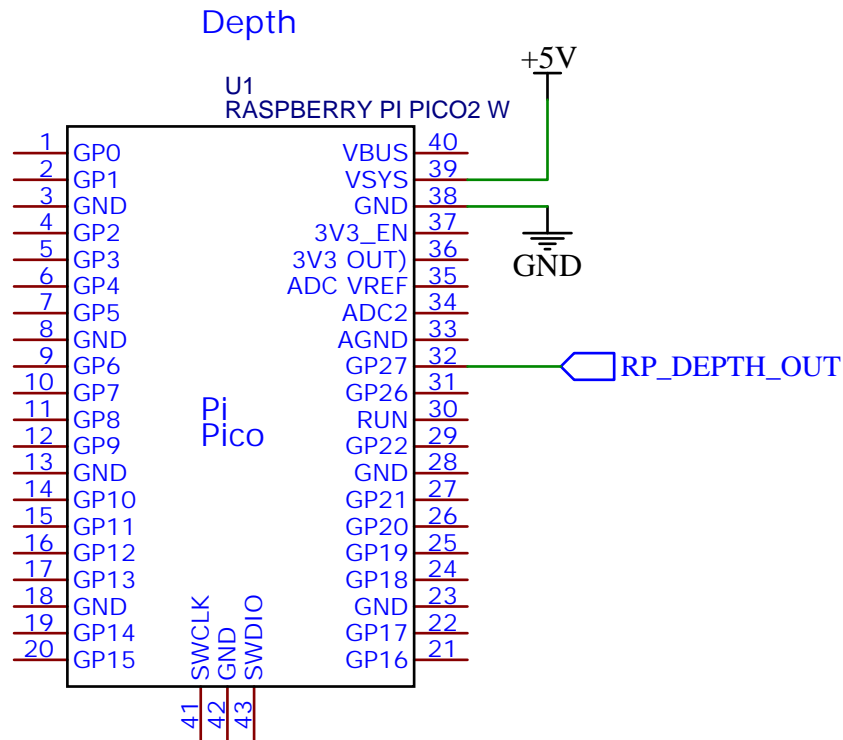 Depth
U1
RASPBERRY PI PICO2 W
+5V
1 GP0 VBUS 40
2 GP1 VSYS 39
3 GND GND 38
4 GP2 3V3_EN 37
5 GP3 3V3 OUT) 36
GND
6 GP4 ADC VREF 35
7 GP5 ADC2 34
8 GND AGND 33
9 GP6 GP27 32 RP_DEPTH_OUT
10 GP7 GP26 31
11 GP8 RUN 30
Pi
Pico
12 GP9 GP22 29
13 GND GND 28
14 GP10 GP21 27
15 GP11 GP20 26
16 GP12 GP19 25
17 GP13 GP18 24
18 GND GND 23
19 GP14 GP17 22
20 GP15 GP16 21
SWCLK GND SWDIO
41 42 43